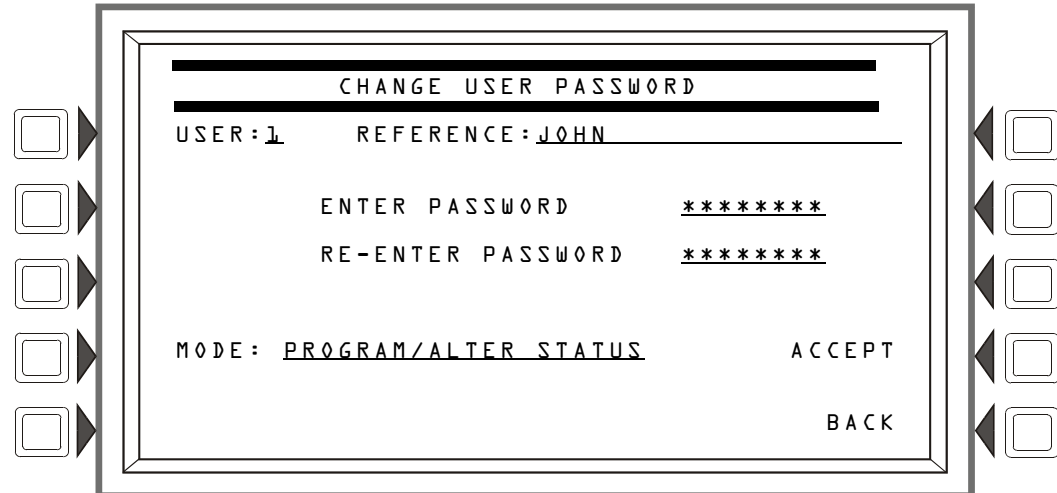 CHANGE USER PASSWORD
USER:1 REFERENCE:JOHN
ENTER PASSWORD ********
RE-ENTER PASSWORD ********
MODE: PROGRAM/ALTER STATUS ACCEPT
BACK